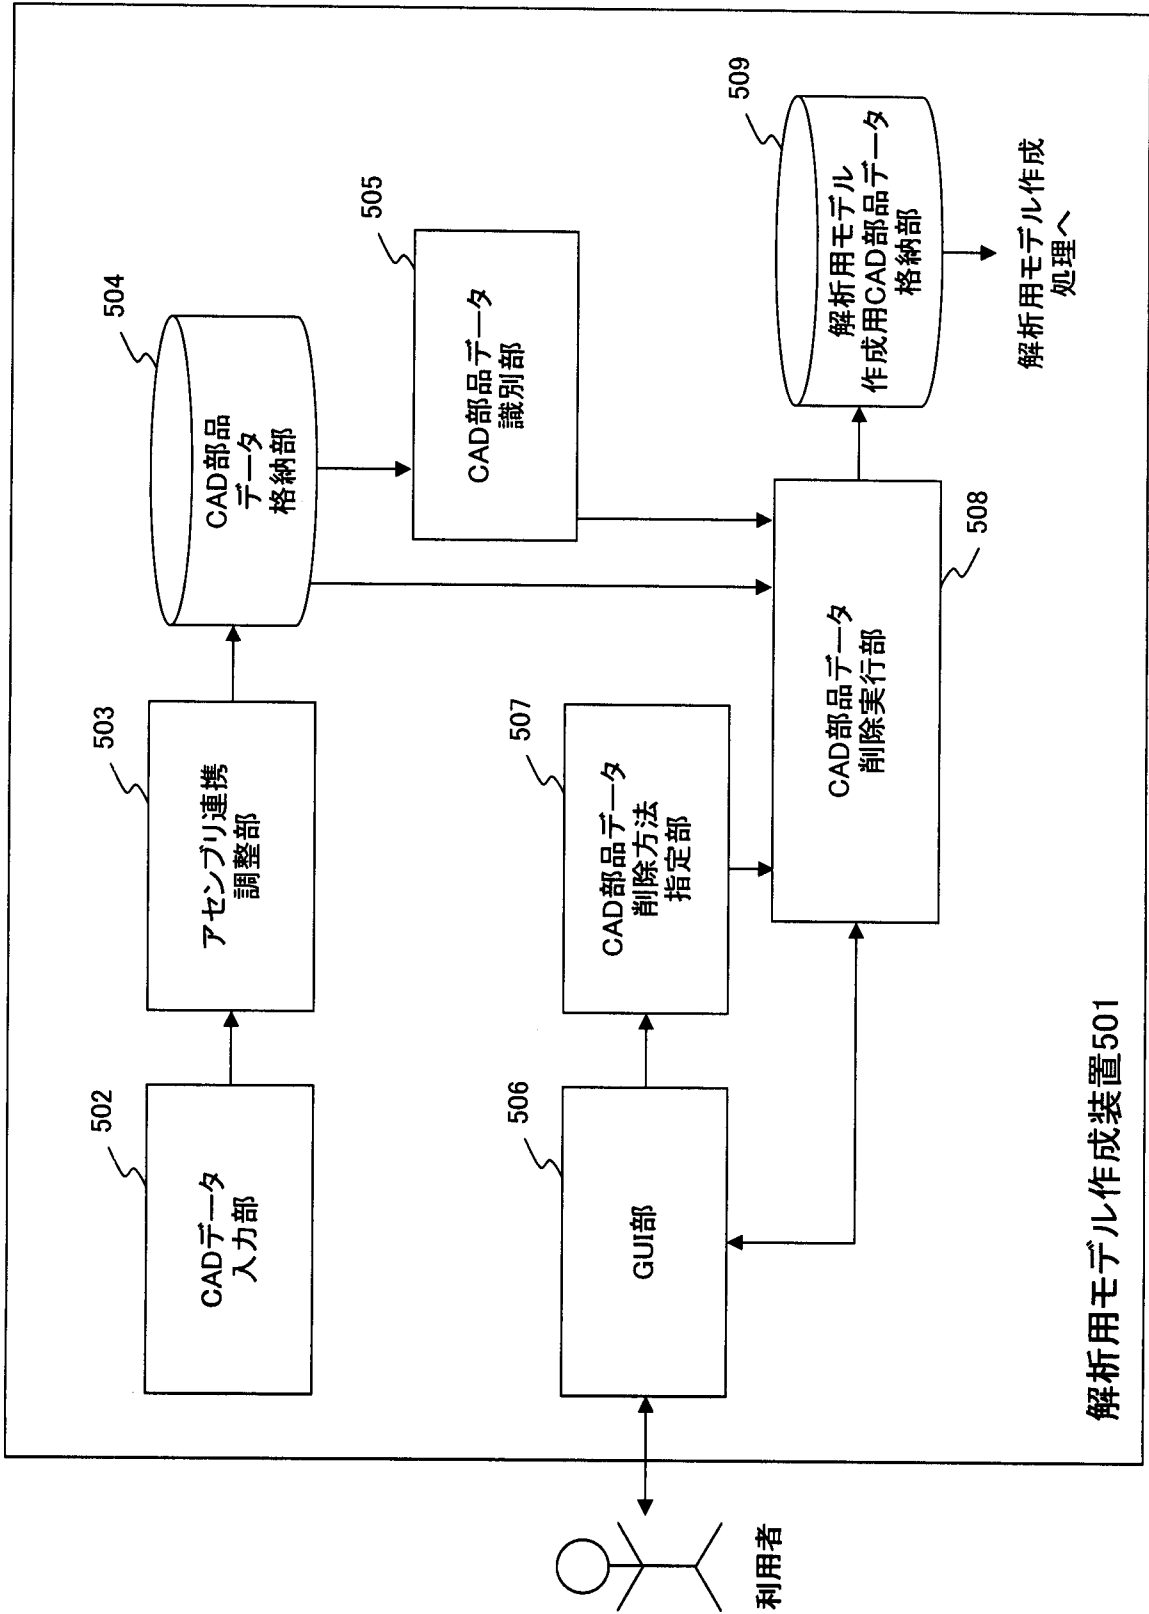 502
CADデータ
入力部
503
アセンブリ連携
調整部
504
CAD部品
データ
格納部
505
CAD部品データ
識別部
利用者
506
GUI部
507
CAD部品データ
削除方法
指定部
CAD部品データ
削除実行部
508
509
解析用モデル
作成用CAD部品データ
格納部
解析用モデル作成
処理へ
解析用モデル作成装置501